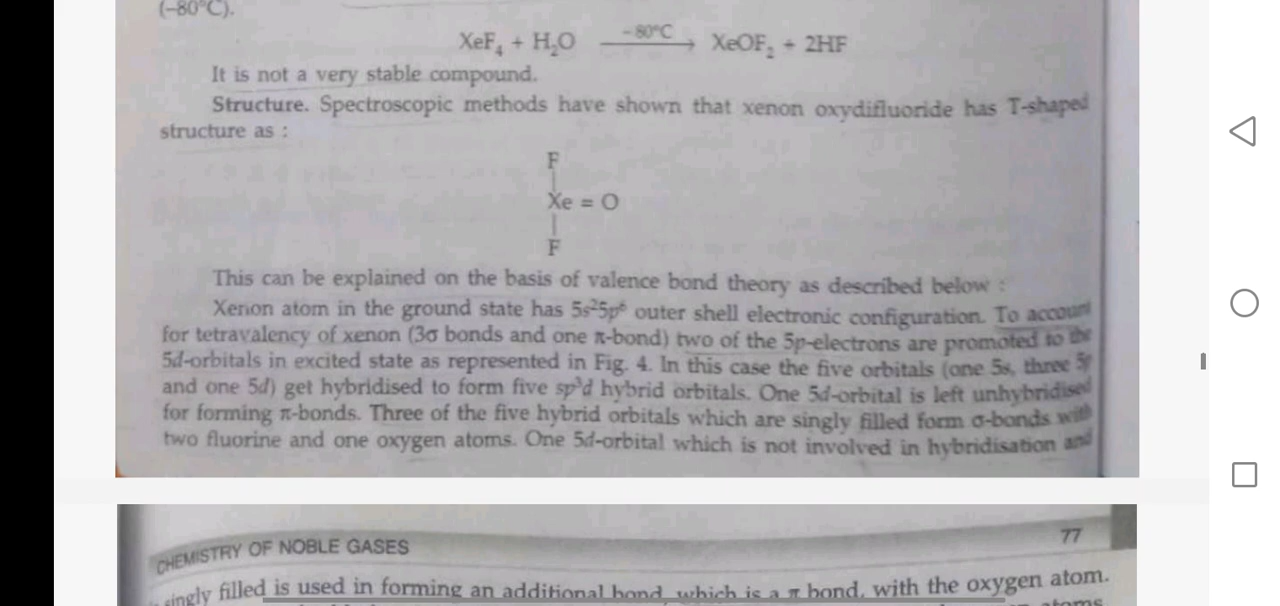 (–80°C).
XeF₄ + H₂O —–80°C→ XeOF₂ + 2HF
It is not a very stable compound.
Structure. Spectroscopic methods have shown that xenon oxydifluoride has T-shaped
structure as :
F
|
Xe = O
|
F
This can be explained on the basis of valence bond theory as described below :
Xenon atom in the ground state has 5s²5p⁶ outer shell electronic configuration. To account
for tetravalency of xenon (3σ bonds and one π-bond) two of the 5p-electrons are promoted to the
5d-orbitals in excited state as represented in Fig. 4. In this case the five orbitals (one 5s, three 5p
and one 5d) get hybridised to form five sp³d hybrid orbitals. One 5d-orbital is left unhybridised
for forming π-bonds. Three of the five hybrid orbitals which are singly filled form σ-bonds with
two fluorine and one oxygen atoms. One 5d-orbital which is not involved in hybridisation and
CHEMISTRY OF NOBLE GASES 77
singly filled is used in forming an additional bond, which is a π bond, with the oxygen atom.
atoms